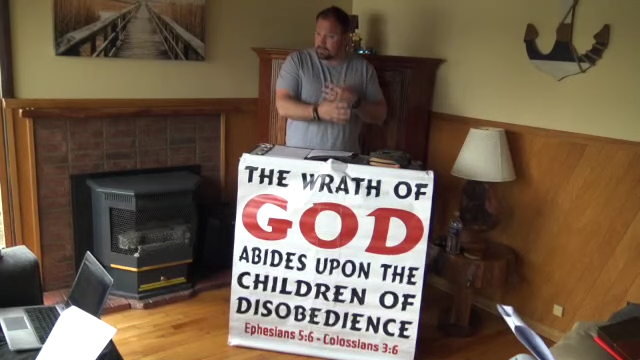 THE WRATH OF
GOD
ABIDES UPON THE
CHILDREN OF
DISOBEDIENCE
Ephesians 5:6 - Colossians 3:6